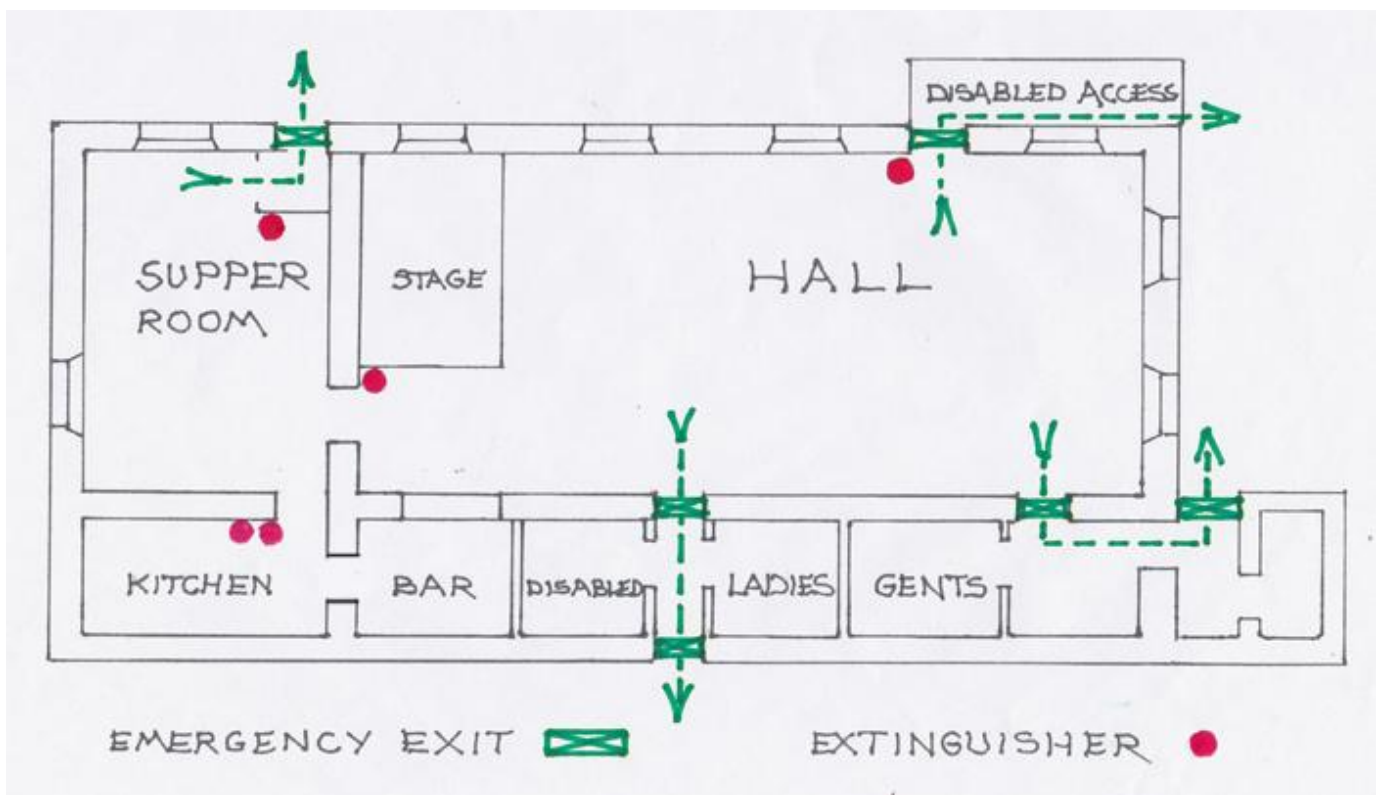 DISABLED ACCESS
SUPPER
ROOM
STAGE
HALL
KITCHEN
BAR
DISABLED
LADIES
GENTS
EMERGENCY EXIT
EXTINGUISHER